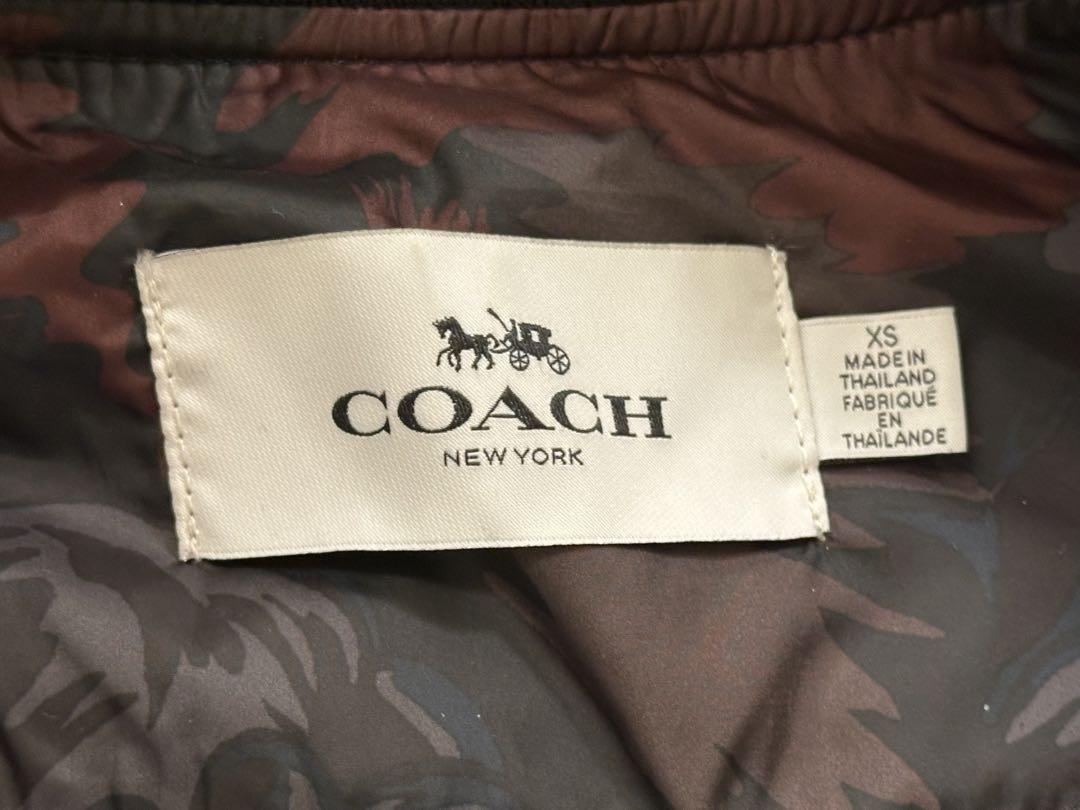 COACH
NEW YORK
XS
MADE IN
THAILAND
FABRIQUÉ
EN
THAÏLANDE